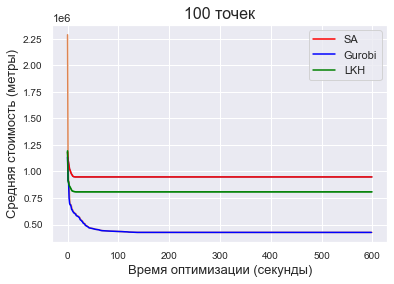 100 точек
1e6
SA
Gurobi
LKH
2.25
2.00
1.75
1.50
1.25
1.00
0.75
0.50
Средняя стоимость (метры)
0 100 200 300 400 500 600
Время оптимизации (секунды)